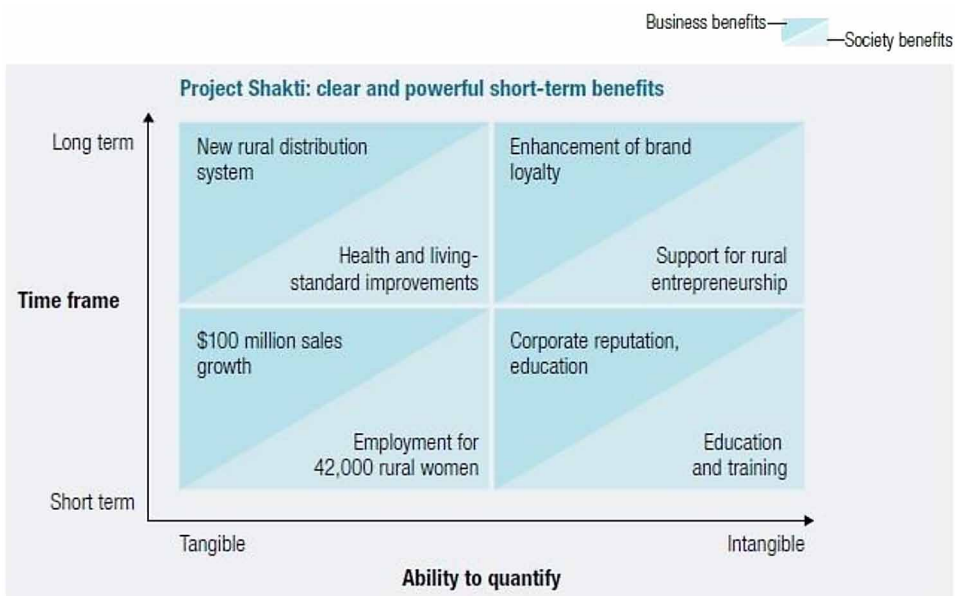 Business benefits
Society benefits
Project Shakti: clear and powerful short-term benefits
Long term
New rural distribution
system
Enhancement of brand
loyalty
Health and living-
standard improvements
Support for rural
entrepreneurship
Time frame
$100 million sales
growth
Corporate reputation,
education
Employment for
42,000 rural women
Education
and training
Short term
Tangible
Intangible
Ability to quantify